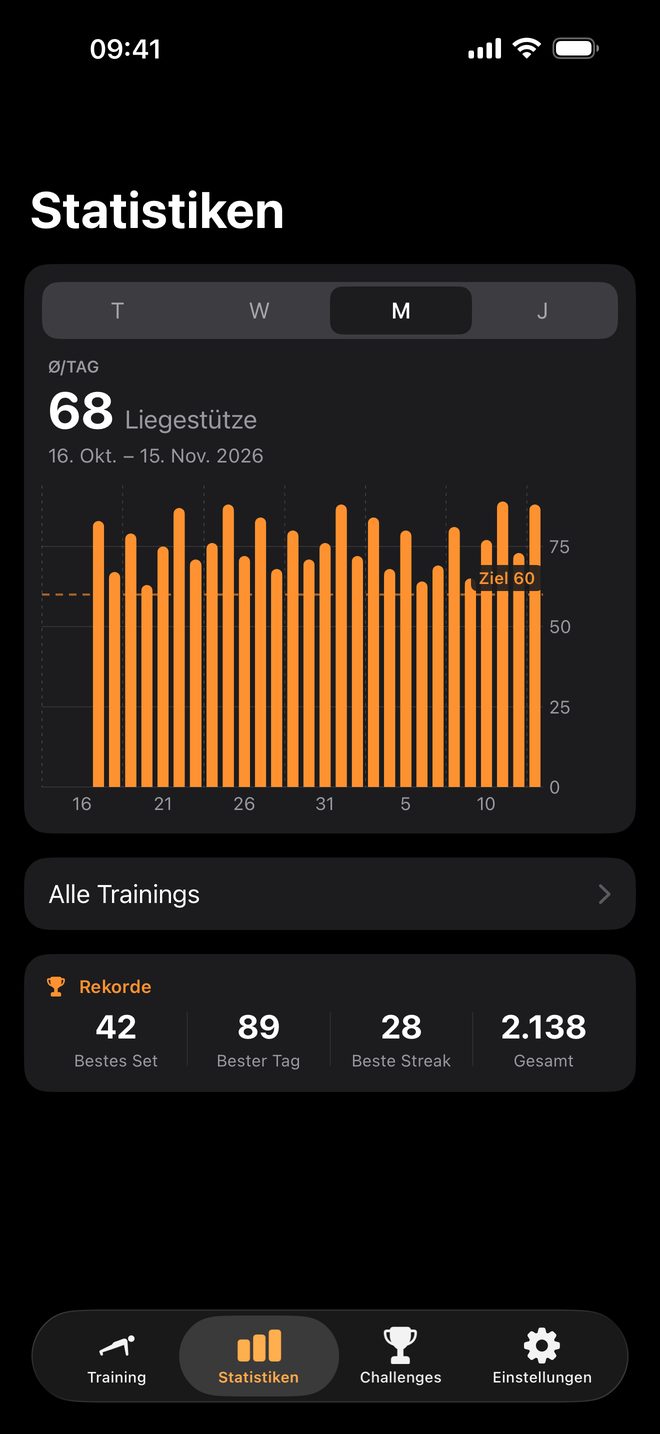 09:41
Statistiken
T W M J
Ø/TAG
68 Liegestütze
16. Okt. – 15. Nov. 2026
75
Ziel 60
50
25
0
16 21 26 31 5 10
Alle Trainings
Rekorde
42 89 28 2.138
Bestes Set Bester Tag Beste Streak Gesamt
Training Statistiken Challenges Einstellungen